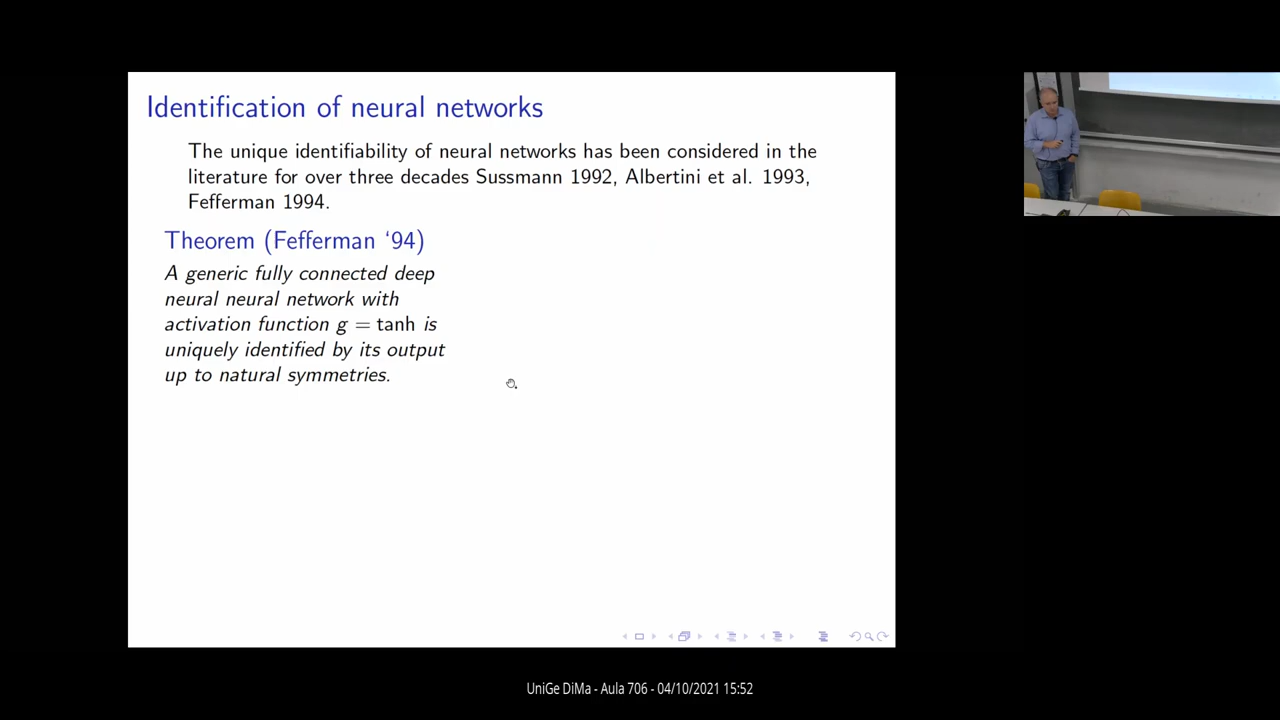 Identification of neural networks
The unique identifiability of neural networks has been considered in the
literature for over three decades Sussmann 1992, Albertini et al. 1993,
Fefferman 1994.
Theorem (Fefferman ‘94)
A generic fully connected deep
neural neural network with
activation function g = tanh is
uniquely identified by its output
up to natural symmetries.
UniGe DiMa - Aula 706 - 04/10/2021 15:52